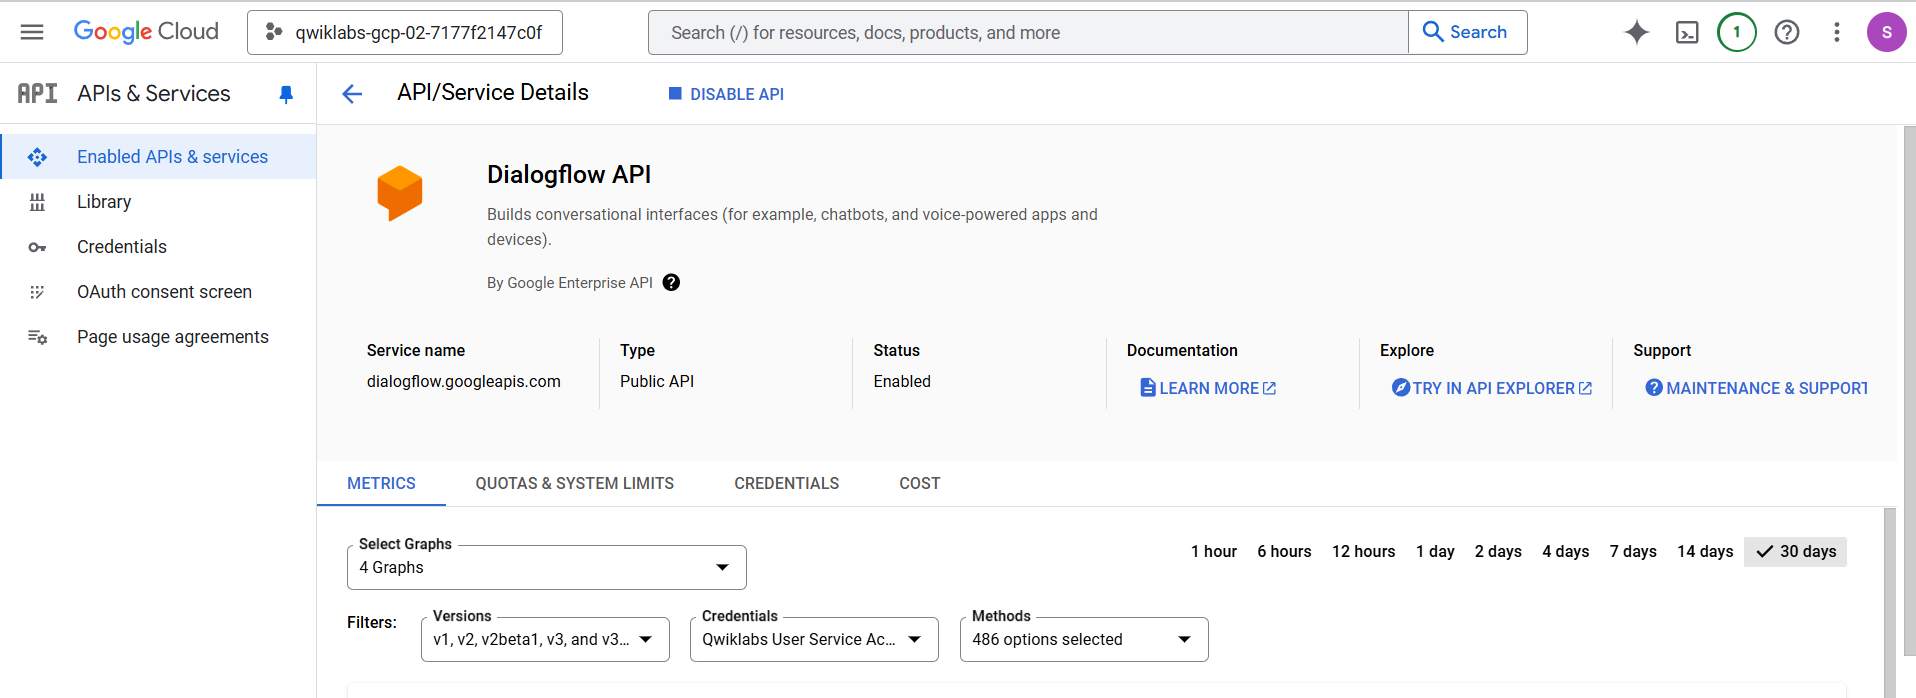 Google Cloud
qwiklabs-gcp-02-7177f2147c0f
Search (/) for resources, docs, products, and more
Search
1
S
API
APIs & Services
API/Service Details
DISABLE API
Enabled APIs & services
Library
Credentials
OAuth consent screen
Page usage agreements
Dialogflow API
Builds conversational interfaces (for example, chatbots, and voice-powered apps and
devices).
By Google Enterprise API
Service name
dialogflow.googleapis.com
Type
Public API
Status
Enabled
Documentation
LEARN MORE
Explore
TRY IN API EXPLORER
Support
MAINTENANCE & SUPPORT
METRICS
QUOTAS & SYSTEM LIMITS
CREDENTIALS
COST
Select Graphs
4 Graphs
1 hour
6 hours
12 hours
1 day
2 days
4 days
7 days
14 days
30 days
Filters:
Versions
v1, v2, v2beta1, v3, and v3...
Credentials
Qwiklabs User Service Ac...
Methods
486 options selected